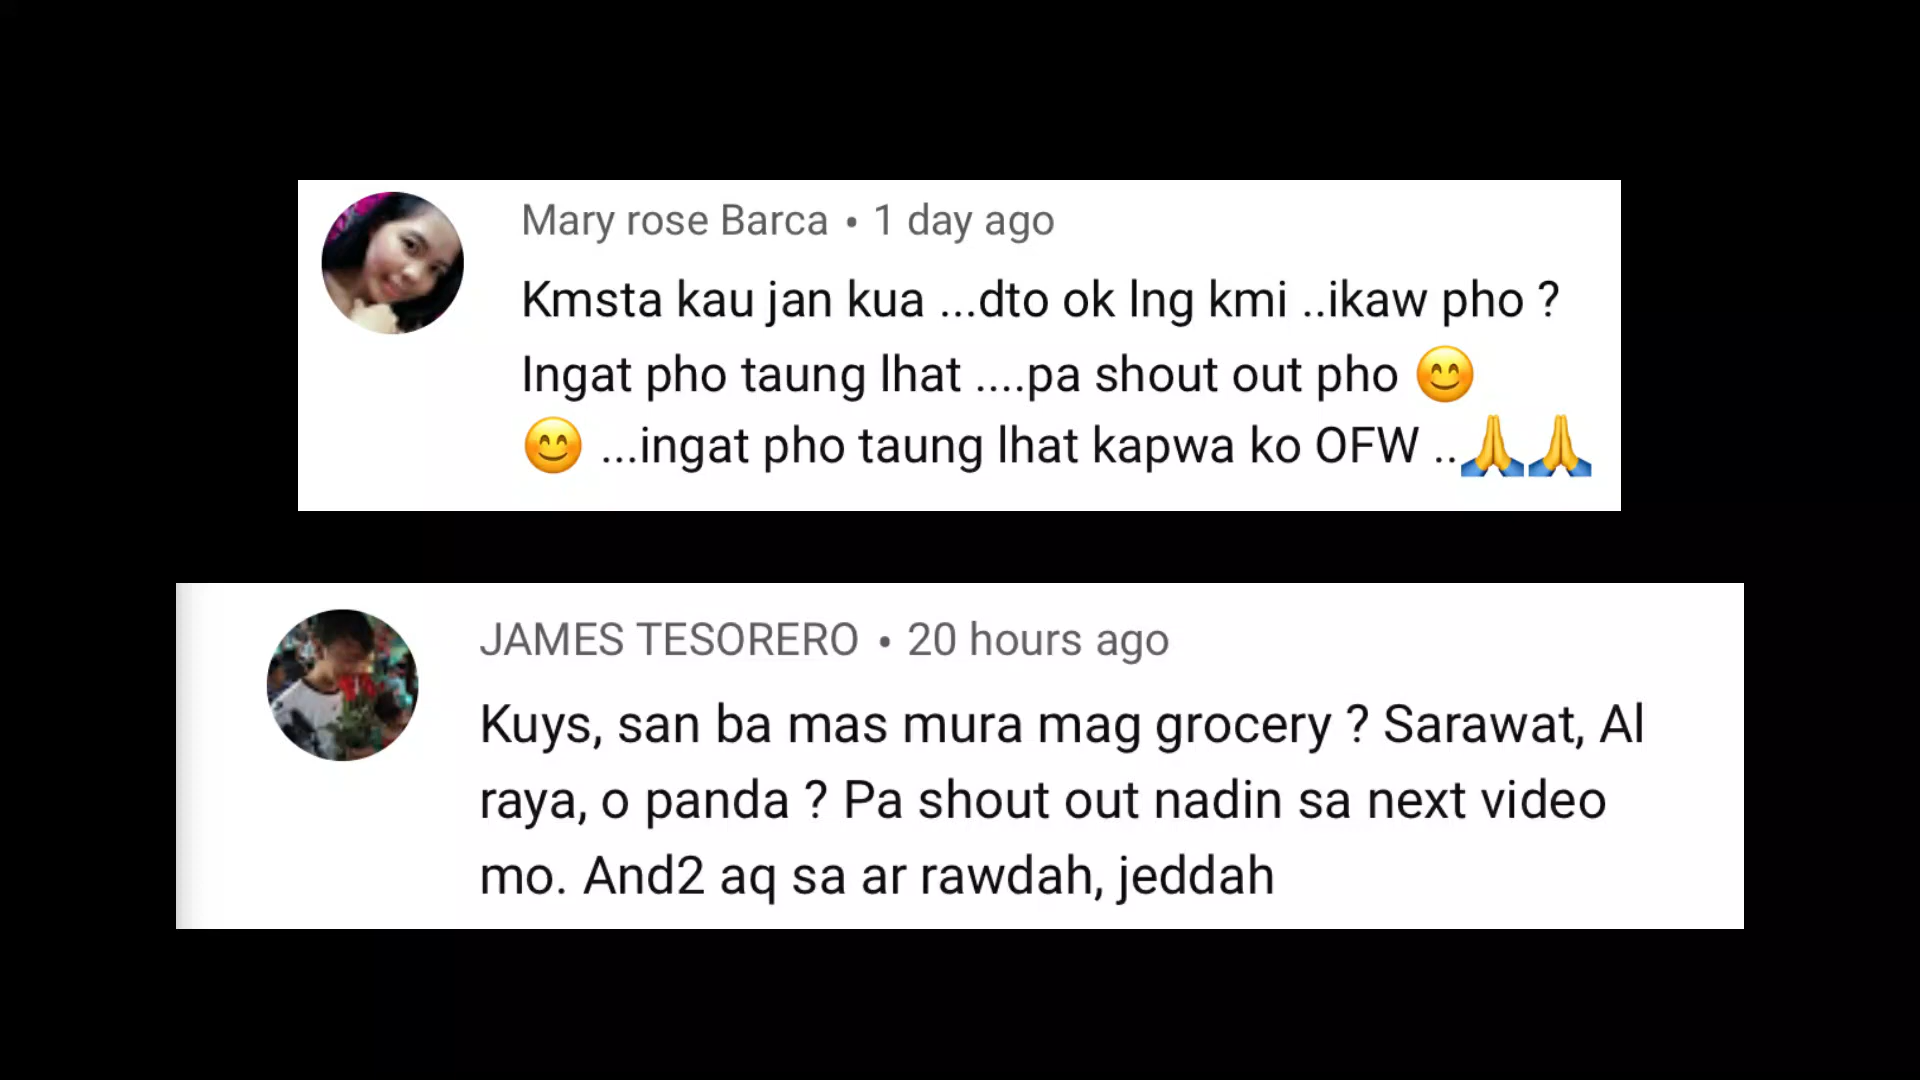 Mary rose Barca • 1 day ago
Kmsta kau jan kua ...dto ok lng kmi ..ikaw pho ?
Ingat pho taung lhat ....pa shout out pho 😊
😊 ...ingat pho taung lhat kapwa ko OFW ..🙏🙏
JAMES TESORERO • 20 hours ago
Kuys, san ba mas mura mag grocery ? Sarawat, Al
raya, o panda ? Pa shout out nadin sa next video
mo. And2 aq sa ar rawdah, jeddah